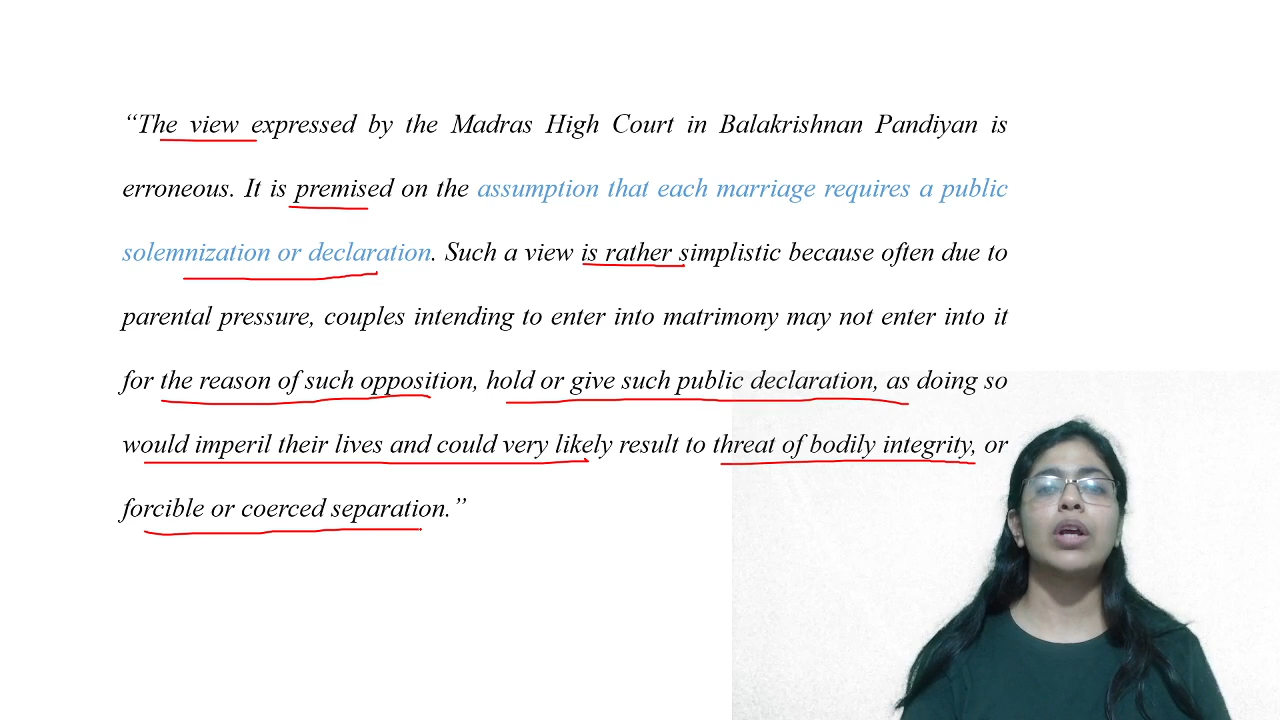 “The view expressed by the Madras High Court in Balakrishnan Pandiyan is
erroneous. It is premised on the assumption that each marriage requires a public
solemnization or declaration. Such a view is rather simplistic because often due to
parental pressure, couples intending to enter into matrimony may not enter into it
for the reason of such opposition, hold or give such public declaration, as doing so
would imperil their lives and could very likely result to threat of bodily integrity, or
forcible or coerced separation.”